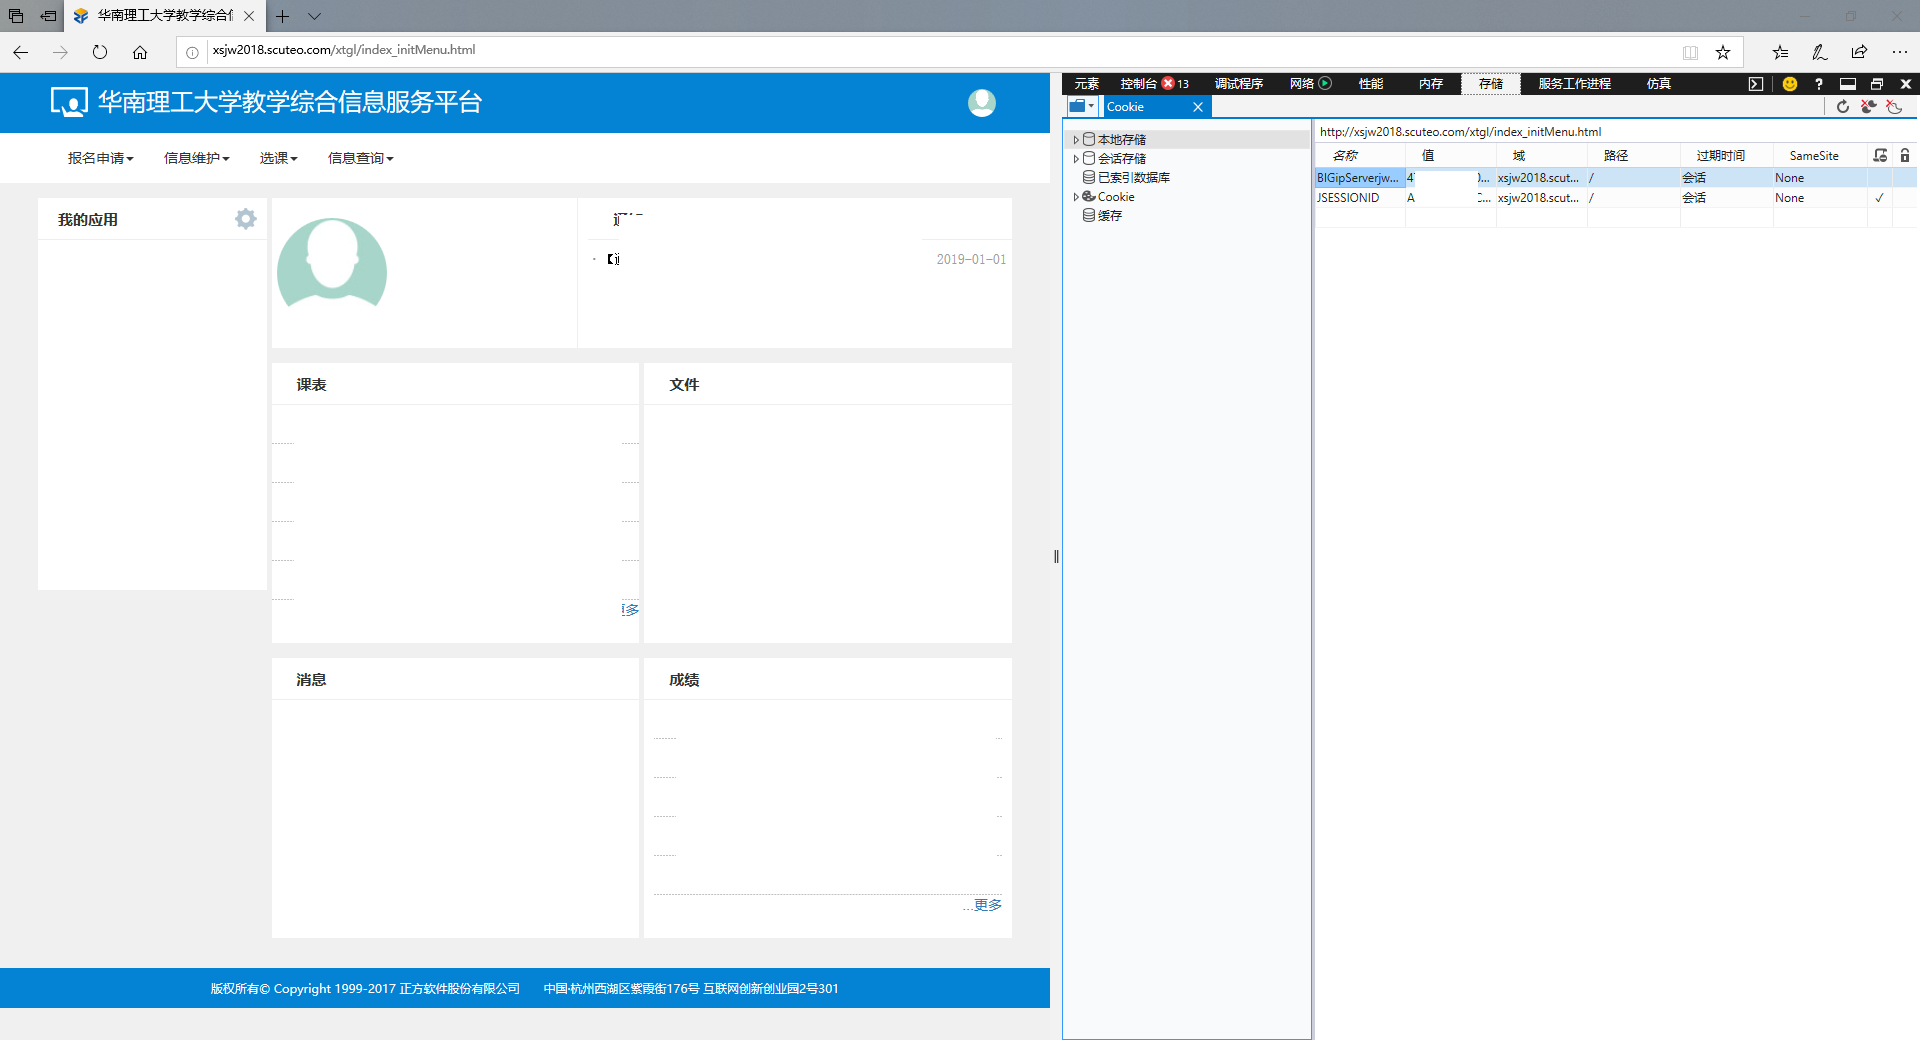 华南理工大学教学综合信
xsjw2018.scuteo.com/xtgl/index_initMenu.html
华南理工大学教学综合信息服务平台
报名申请 信息维护 选课 信息查询
我的应用
2019-01-01
课表
更多
文件
消息
成绩
...更多
版权所有© Copyright 1999-2017 正方软件股份有限公司 中国·杭州西湖区紫霞街176号 互联网创新创业园2号301
元素 控制台 13 调试程序 网络 性能 内存 存储 服务工作进程 仿真
Cookie
本地存储
会话存储
已索引数据库
Cookie
缓存
http://xsjw2018.scuteo.com/xtgl/index_initMenu.html
名称 值 域 路径 过期时间 SameSite
BIGipServerjw... 4 0... xsjw2018.scut... / 会话 None
JSESSIONID A C... xsjw2018.scut... / 会话 None ✓